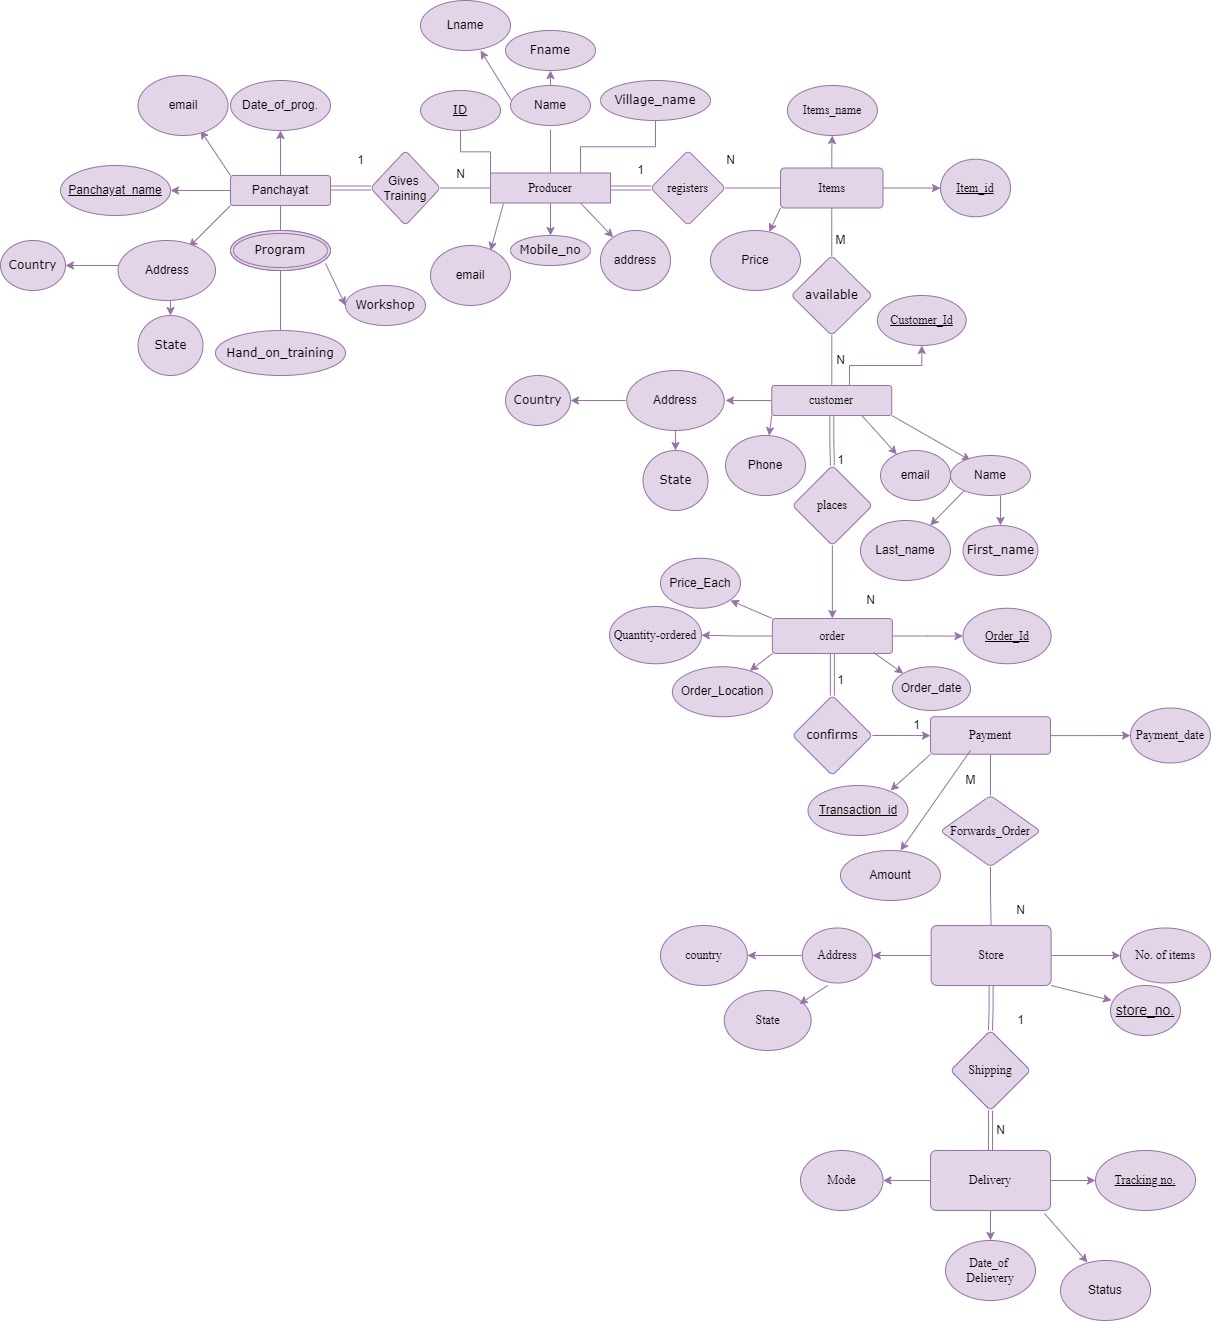 Lname
Fname
email
Date_of_prog.
ID
Name
Village_name
Items_name
1
Gives
Training
N
1
N
Panchayat_name
Panchayat
Producer
registers
Items
Item_id
Country
Address
Program
email
Mobile_no
address
Price
M
available
Workshop
State
Hand_on_training
Customer_Id
N
Country
Address
customer
Phone
1
email
Name
State
places
Last_name
First_name
Price_Each
N
Quantity-ordered
order
Order_Id
Order_Location
1
Order_date
confirms
1
Payment
Payment_date
Transaction_id
M
Forwards_Order
Amount
N
country
Address
Store
No. of items
State
1
store_no.
Shipping
N
Mode
Delivery
Tracking no.
Date_of
Delievery
Status